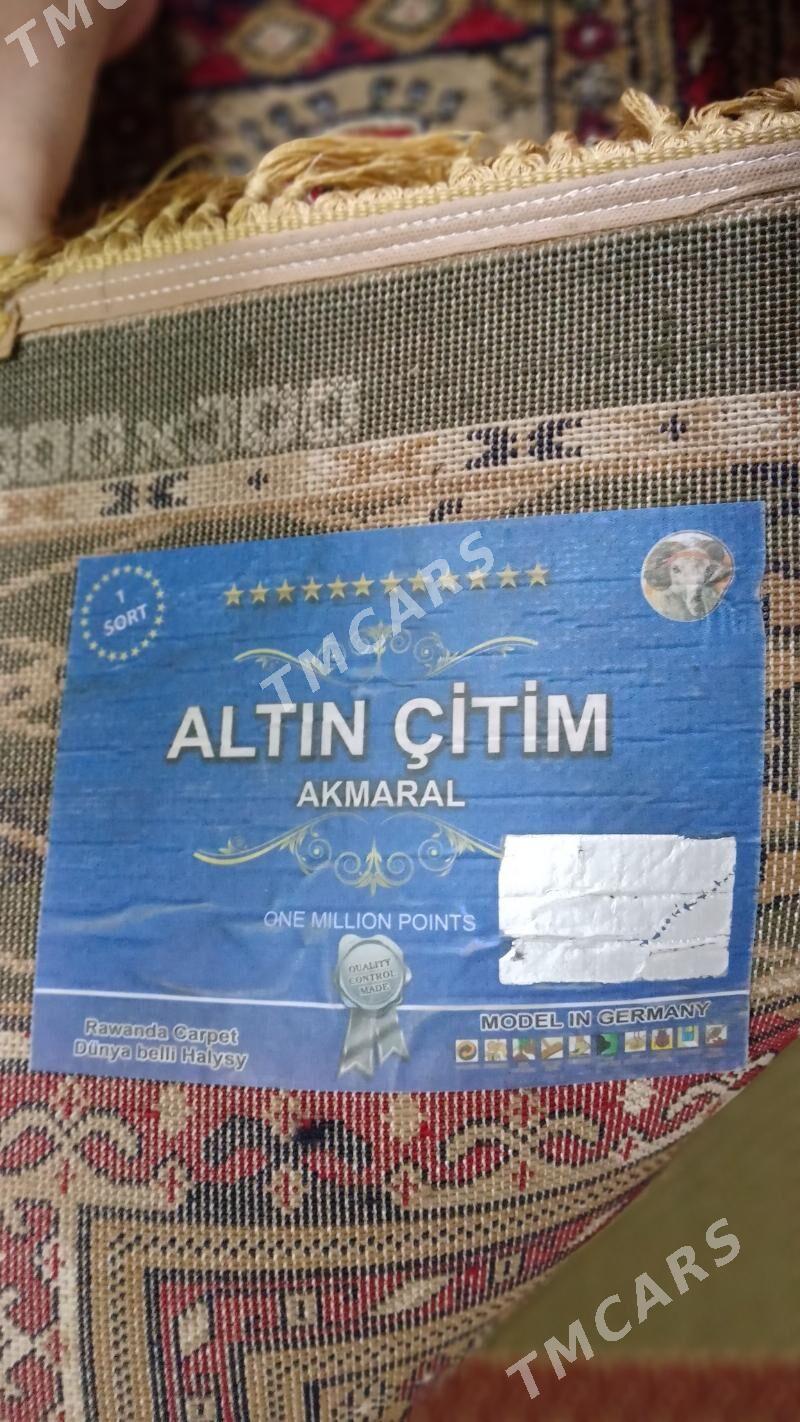 TMCARS
1
SORT
TMCARS
ALTIN ÇİTİM
AKMARAL
ONE MILLION POINTS
QUALITY
CONTROL
MADE
MODEL IN GERMANY
Rawanda Carpet
Dünya belli Halysy
TMCARS